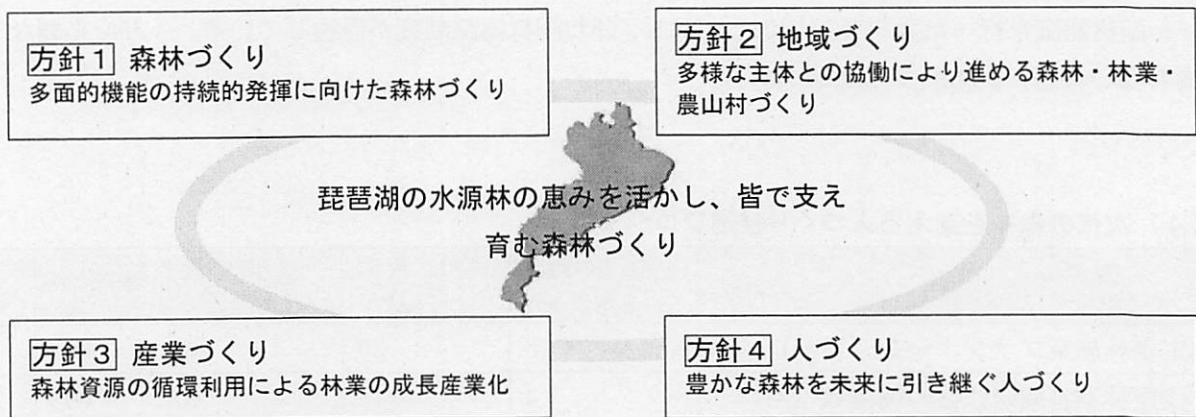 方針1 森林づくり
多面的機能の持続的発揮に向けた森林づくり
方針2 地域づくり
多様な主体との協働により進める森林・林業・
農山村づくり
琵琶湖の水源林の恵みを活かし、皆で支え
育む森林づくり
方針3 産業づくり
森林資源の循環利用による林業の成長産業化
方針4 人づくり
豊かな森林を未来に引き継ぐ人づくり